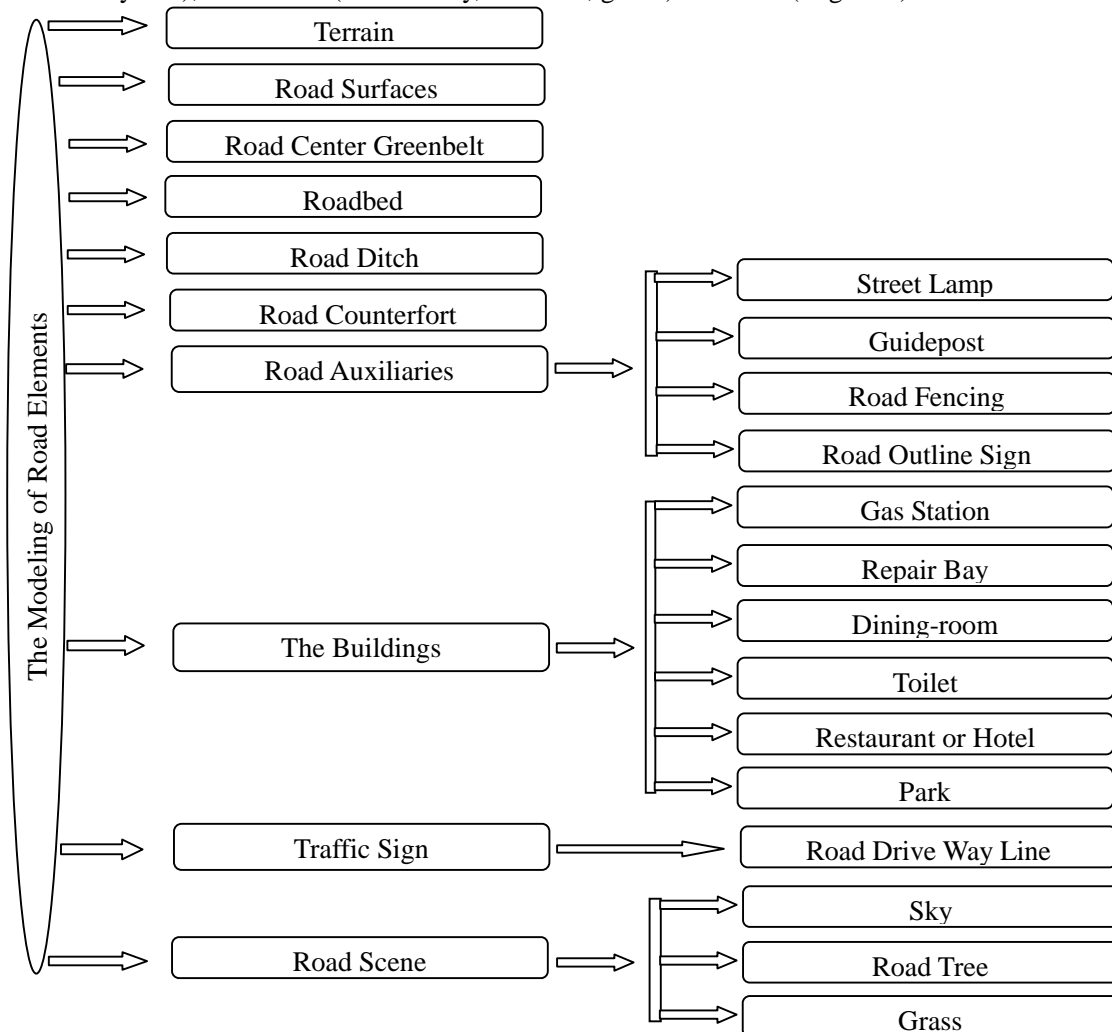 The Modeling of Road Elements
Terrain
Road Surfaces
Road Center Greenbelt
Roadbed
Road Ditch
Road Counterfort
Road Auxiliaries
Street Lamp
Guidepost
Road Fencing
Road Outline Sign
The Buildings
Gas Station
Repair Bay
Dining-room
Toilet
Restaurant or Hotel
Park
Traffic Sign
Road Drive Way Line
Road Scene
Sky
Road Tree
Grass